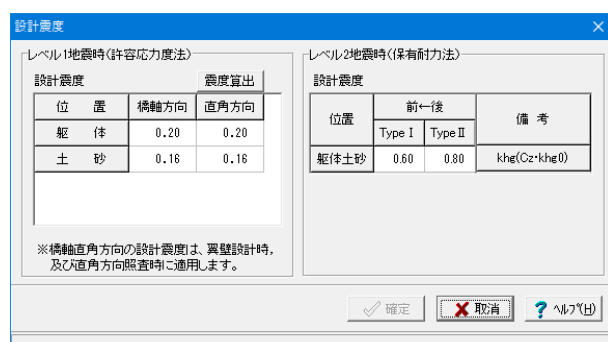 設計震度
レベル1地震時(許容応力度法)
設計震度 震度算出
位 置 橋軸方向 直角方向
躯 体 0.20 0.20
土 砂 0.16 0.16
※橋軸直角方向の設計震度は、翼壁設計時,
及び直角方向照査時に適用します。
レベル2地震時(保有耐力法)
設計震度
位置 前←後 備 考
Type Ⅰ Type Ⅱ
躯体土砂 0.60 0.80 khg(Cz・khg0)
確定 取消 ヘルプ(H)